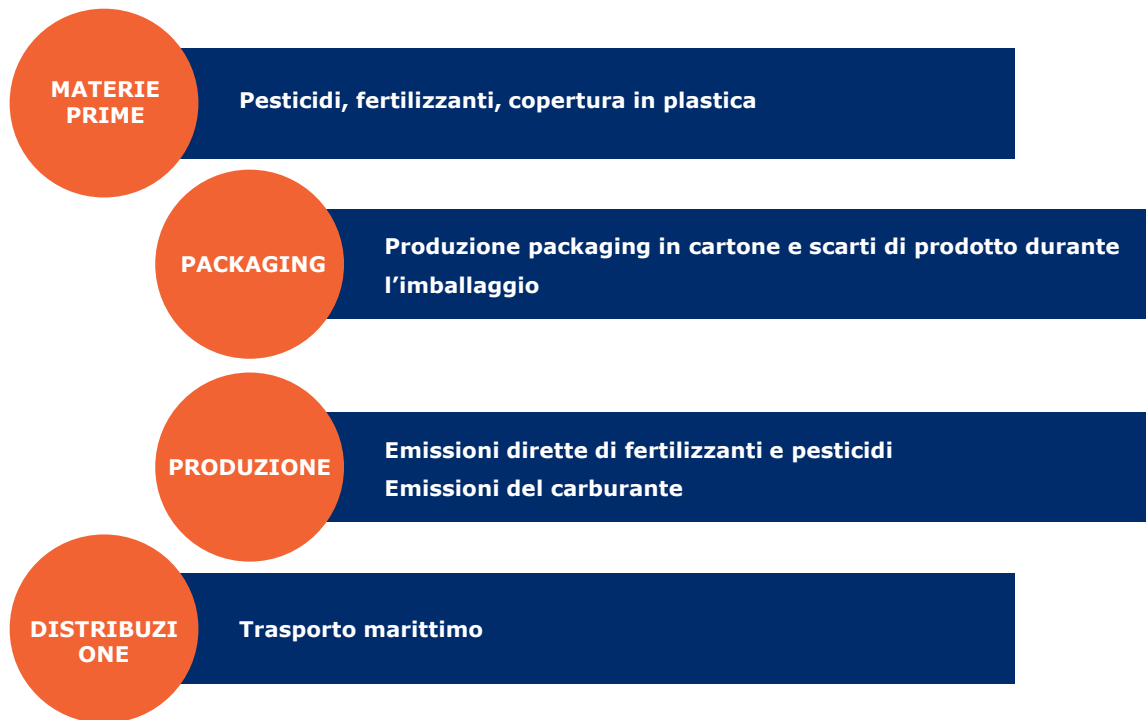 MATERIE
PRIME
Pesticidi, fertilizzanti, copertura in plastica
PACKAGING
Produzione packaging in cartone e scarti di prodotto durante
l’imballaggio
PRODUZIONE
Emissioni dirette di fertilizzanti e pesticidi
Emissioni del carburante
DISTRIBUZI
ONE
Trasporto marittimo